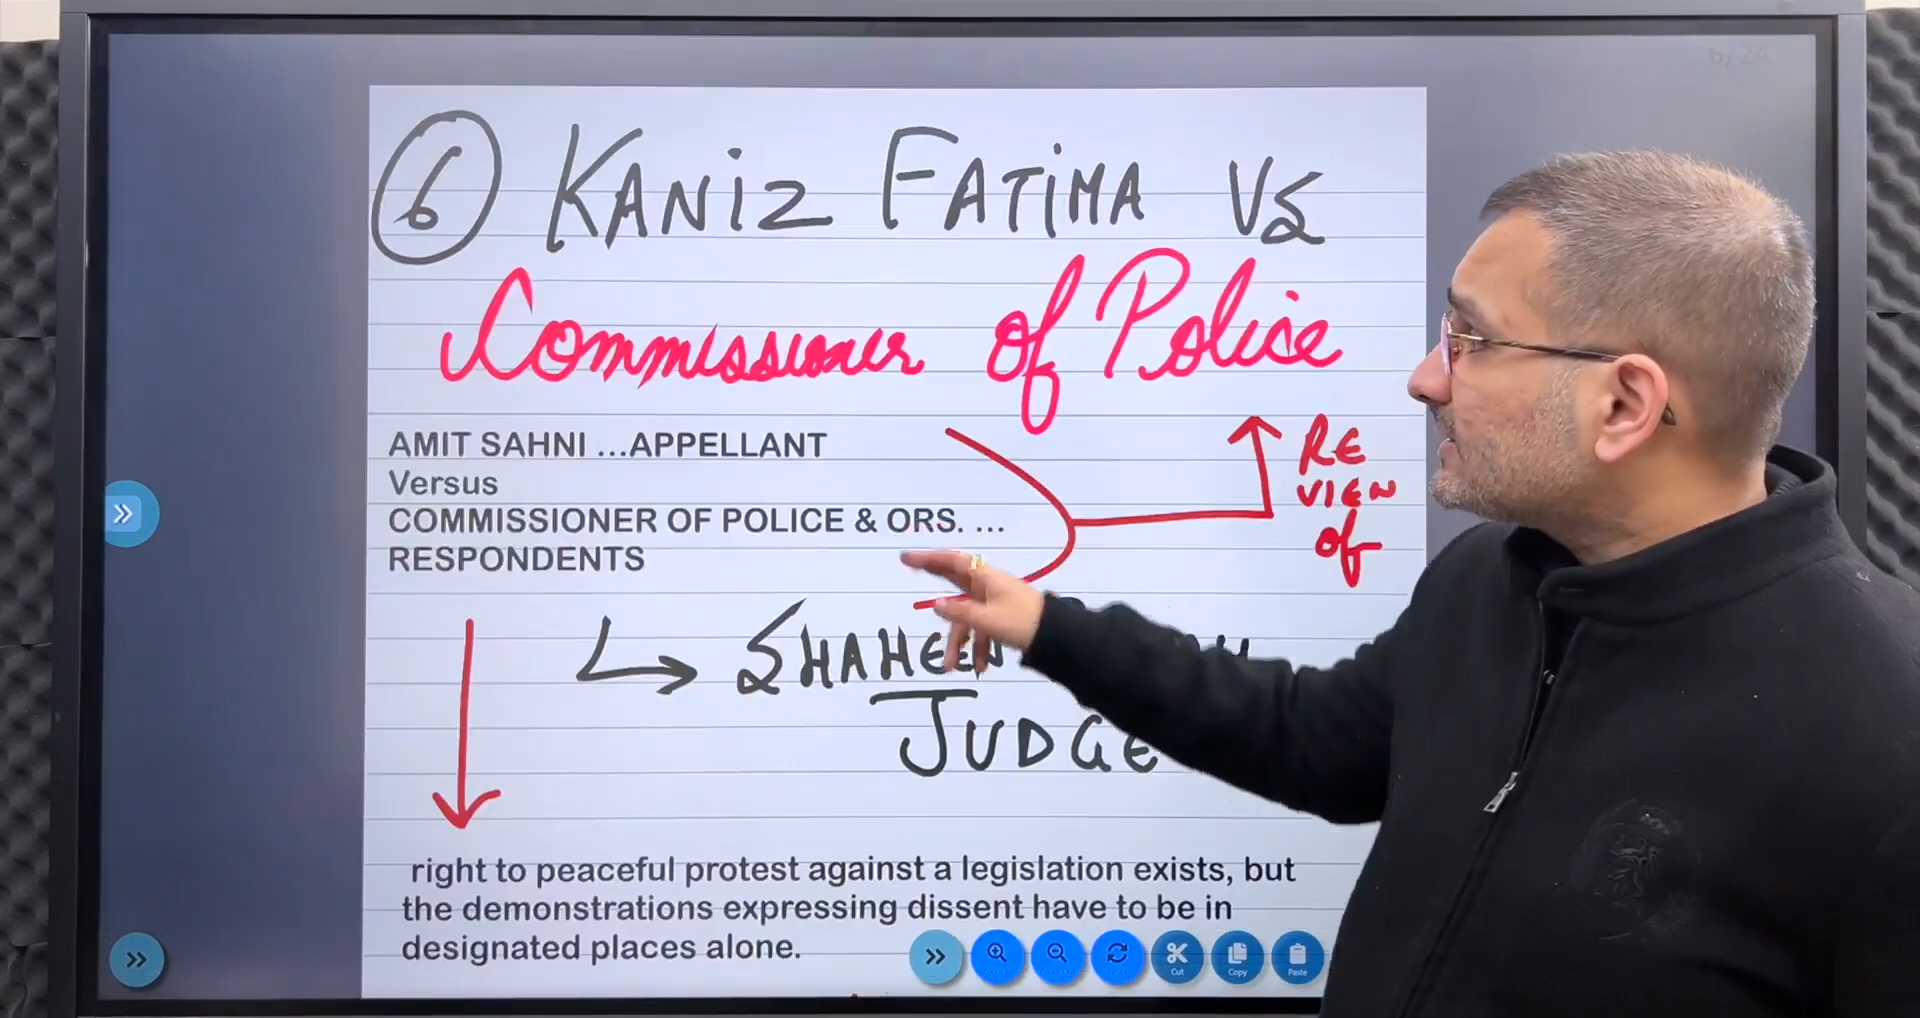 6/24
6 KANIZ FATIMA VS
Commissioner of Police
AMIT SAHNI ...APPELLANT
Versus
COMMISSIONER OF POLICE & ORS. ...
RESPONDENTS
RE
VIEW
of
SHAHEEN
JUDGE
right to peaceful protest against a legislation exists, but
the demonstrations expressing dissent have to be in
designated places alone.
Cut
Copy
Paste